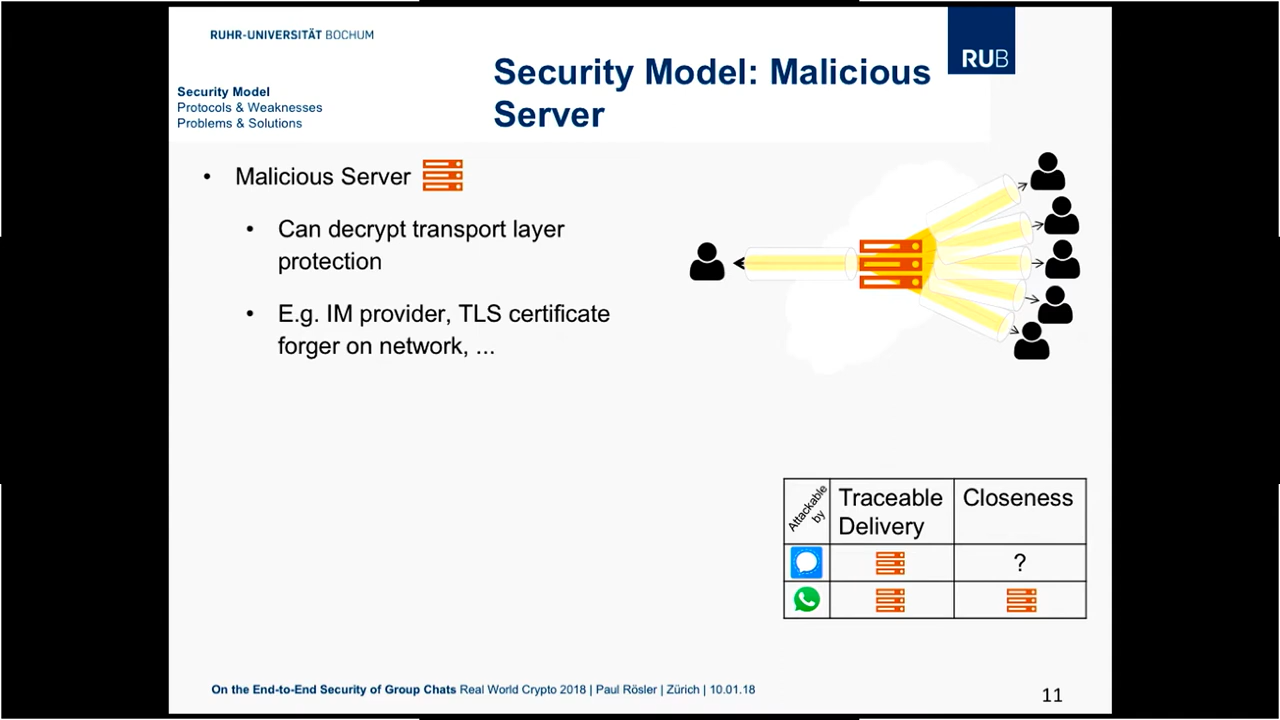 RUHR-UNIVERSITÄT BOCHUM
RUB
Security Model: Malicious
Server
Security Model
Protocols & Weaknesses
Problems & Solutions
• Malicious Server
• Can decrypt transport layer
protection
• E.g. IM provider, TLS certificate
forger on network, ...
Attackable
by
Traceable
Delivery
Closeness
?
On the End-to-End Security of Group Chats Real World Crypto 2018 | Paul Rösler | Zürich | 10.01.18
11